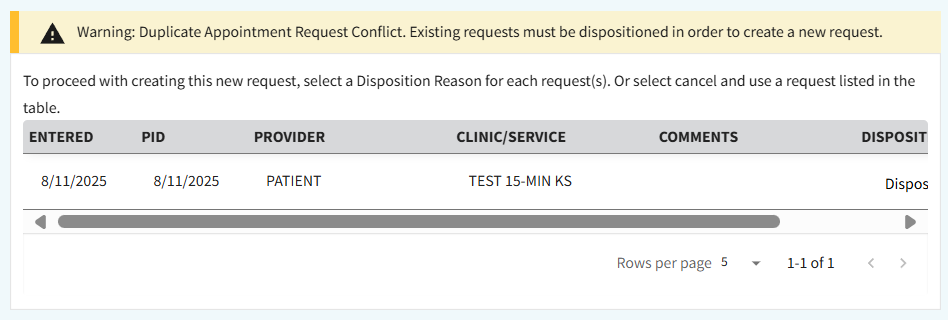 Warning: Duplicate Appointment Request Conflict. Existing requests must be dispositioned in order to create a new request.
To proceed with creating this new request, select a Disposition Reason for each request(s). Or select cancel and use a request listed in the
table.
ENTERED PID PROVIDER CLINIC/SERVICE COMMENTS DISPOSIT
8/11/2025 8/11/2025 PATIENT TEST 15-MIN KS Dispos
Rows per page 5 1-1 of 1